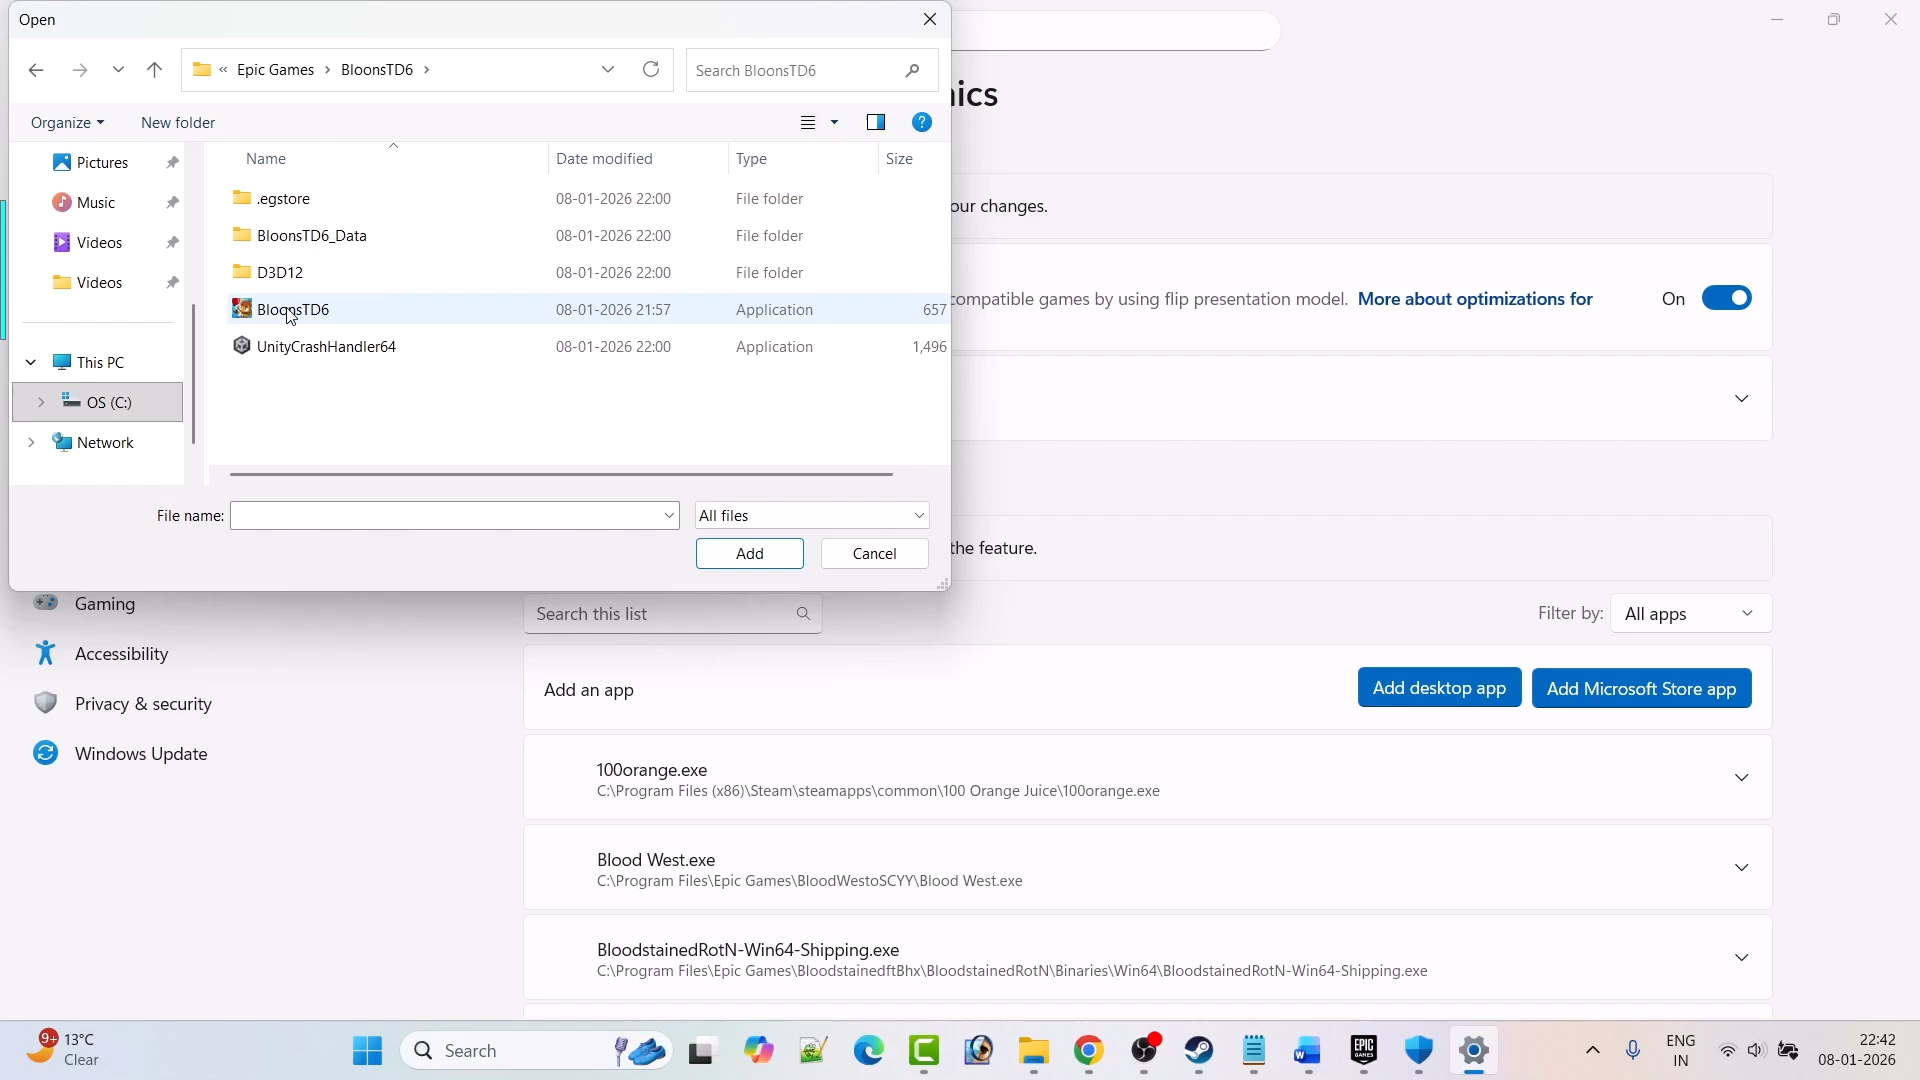 Open
« Epic Games › BloonsTD6 ›
Search BloonsTD6
Organize
New folder
Name
Date modified
Type
Size
Pictures
Music
Videos
Videos
This PC
OS (C:)
Network
.egstore 08-01-2026 22:00 File folder
BloonsTD6_Data 08-01-2026 22:00 File folder
D3D12 08-01-2026 22:00 File folder
BloonsTD6 08-01-2026 21:57 Application 657
UnityCrashHandler64 08-01-2026 22:00 Application 1,496
File name:
All files
Add
Cancel
ics
our changes.
compatible games by using flip presentation model. More about optimizations for
On
the feature.
Gaming
Accessibility
Privacy & security
Windows Update
Search this list
Filter by:
All apps
Add an app
Add desktop app
Add Microsoft Store app
100orange.exe
C:\Program Files (x86)\Steam\steamapps\common\100 Orange Juice\100orange.exe
Blood West.exe
C:\Program Files\Epic Games\BloodWestoSCYY\Blood West.exe
BloodstainedRotN-Win64-Shipping.exe
C:\Program Files\Epic Games\BloodstainedftBhx\BloodstainedRotN\Binaries\Win64\BloodstainedRotN-Win64-Shipping.exe
9+
13°C
Clear
Search
EPIC
GAMES
ENG
IN
22:42
08-01-2026